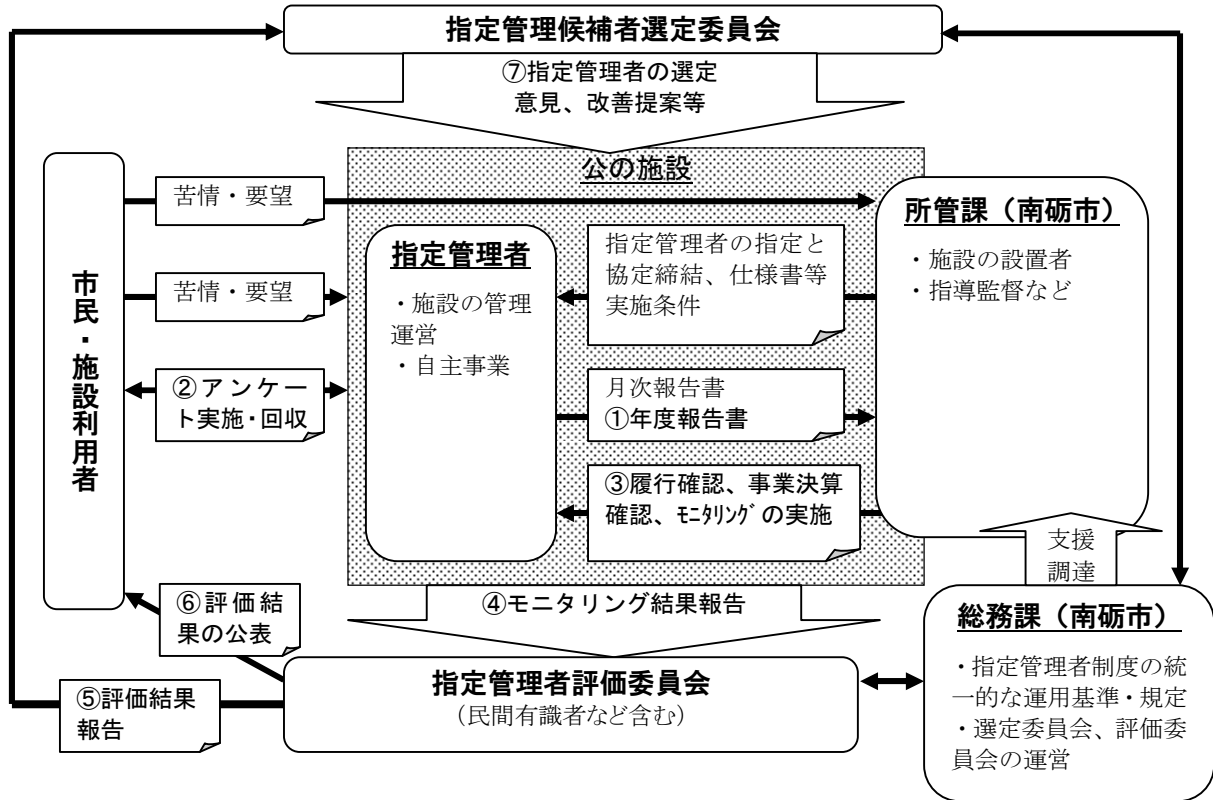 指定管理候補者選定委員会
⑦指定管理者の選定
意見、改善提案等
公の施設
市民・施設利用者
苦情・要望
苦情・要望
②アンケー
ト実施・回収
指定管理者
・施設の管理
運営
・自主事業
指定管理者の指定と
協定締結、仕様書等
実施条件
月次報告書
①年度報告書
③履行確認、事業決算
確認、ﾓﾆﾀﾘﾝｸﾞの実施
所管課（南砺市）
・施設の設置者
・指導監督など
支援
調達
④モニタリング結果報告
⑥評価結
果の公表
⑤評価結果
報告
指定管理者評価委員会
（民間有識者など含む）
総務課（南砺市）
・指定管理者制度の統
一的な運用基準・規定
・選定委員会、評価委
員会の運営